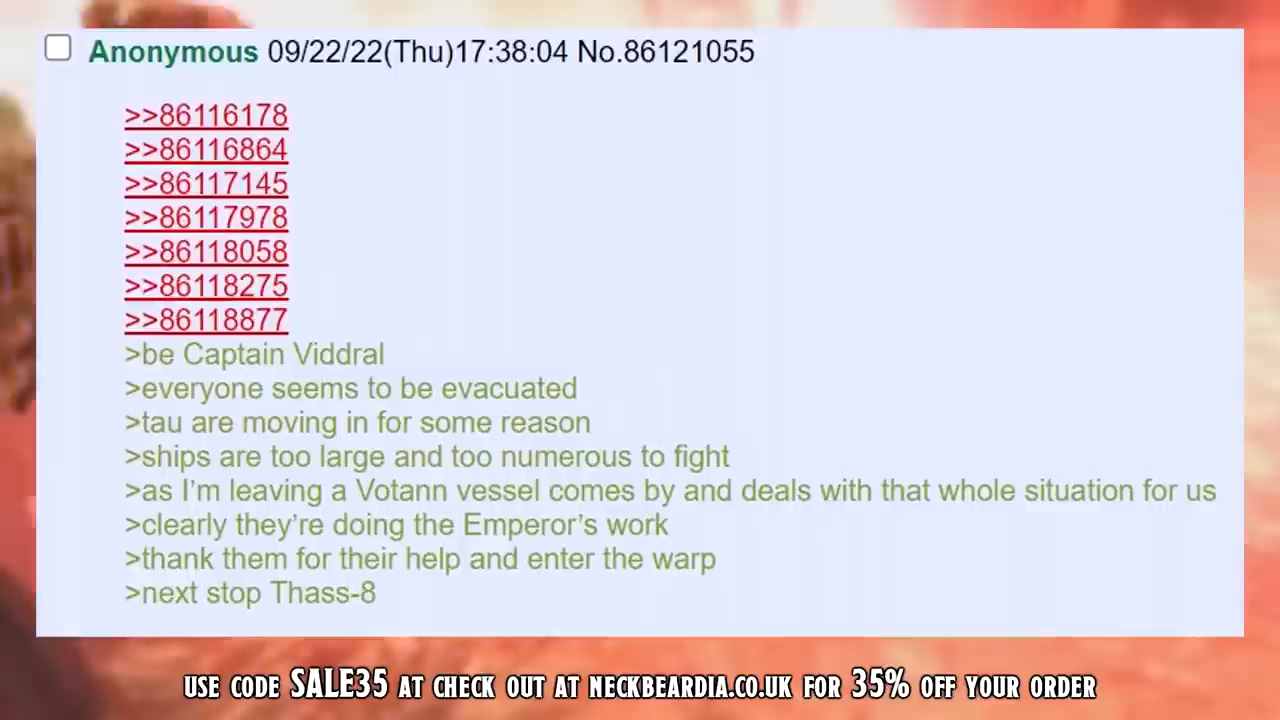 Anonymous 09/22/22(Thu)17:38:04 No.86121055
>>86116178
>>86116864
>>86117145
>>86117978
>>86118058
>>86118275
>>86118877
>be Captain Viddral
>everyone seems to be evacuated
>tau are moving in for some reason
>ships are too large and too numerous to fight
>as I’m leaving a Votann vessel comes by and deals with that whole situation for us
>clearly they’re doing the Emperor’s work
>thank them for their help and enter the warp
>next stop Thass-8
USE CODE SALE35 AT CHECK OUT AT NECKBEARDIA.CO.UK FOR 35% OFF YOUR ORDER